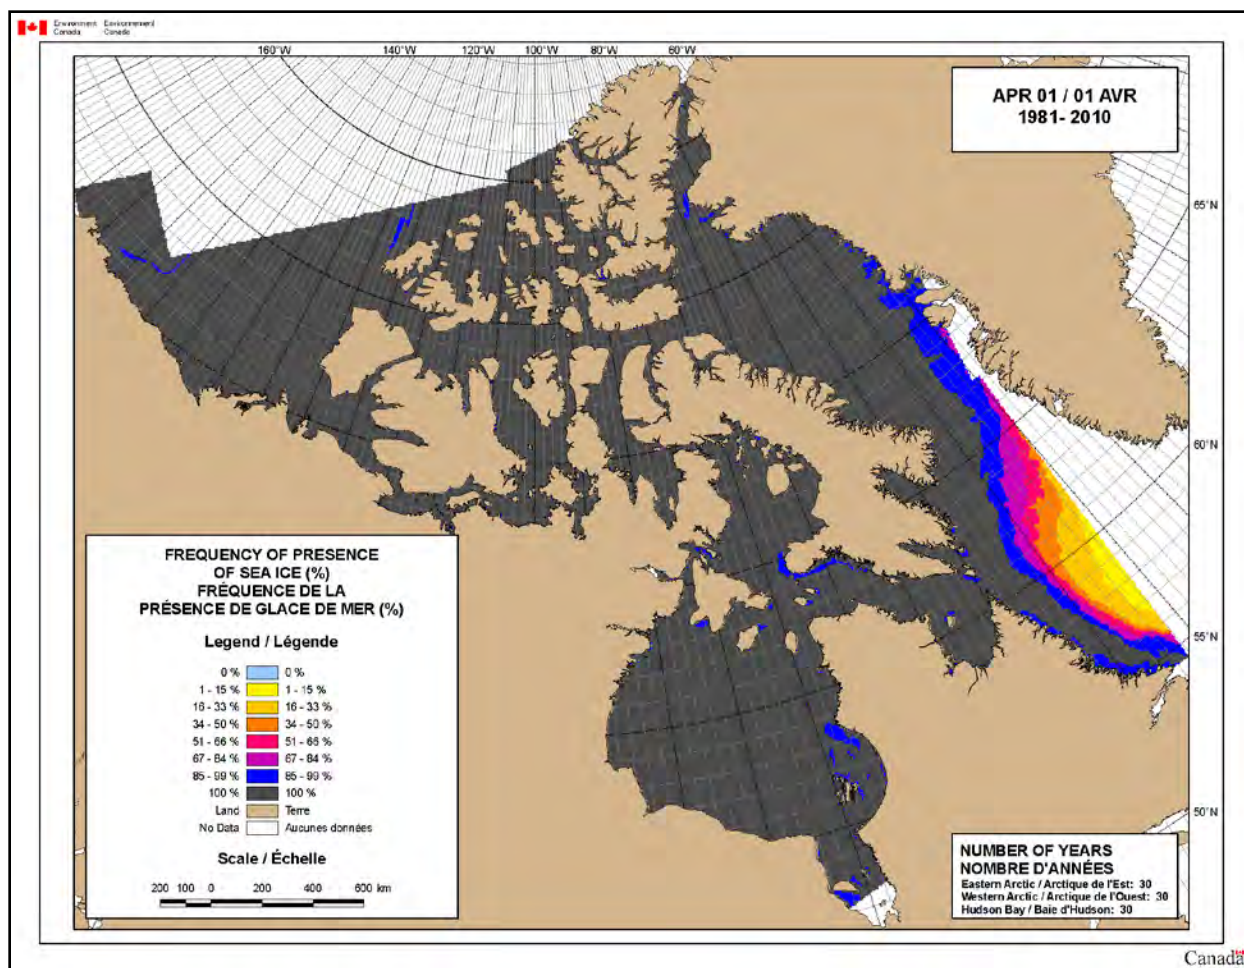 Environment Environnement
Canada Canada
160°W 140°W 120°W 100°W 80°W 60°W
APR 01 / 01 AVR
1981- 2010
65°N
60°N
55°N
50°N
FREQUENCY OF PRESENCE
OF SEA ICE (%)
FRÉQUENCE DE LA
PRÉSENCE DE GLACE DE MER (%)
Legend / Légende
0 % 0 %
1 - 15 % 1 - 15 %
16 - 33 % 16 - 33 %
34 - 50 % 34 - 50 %
51 - 66 % 51 - 66 %
67 - 84 % 67 - 84 %
85 - 99 % 85 - 99 %
100 % 100 %
Land Terre
No Data Aucunes données
Scale / Échelle
200 100 0 200 400 600 km
NUMBER OF YEARS
NOMBRE D'ANNÉES
Eastern Arctic / Arctique de l'Est: 30
Western Arctic / Arctique de l'Ouest: 30
Hudson Bay / Baie d'Hudson: 30
Canada